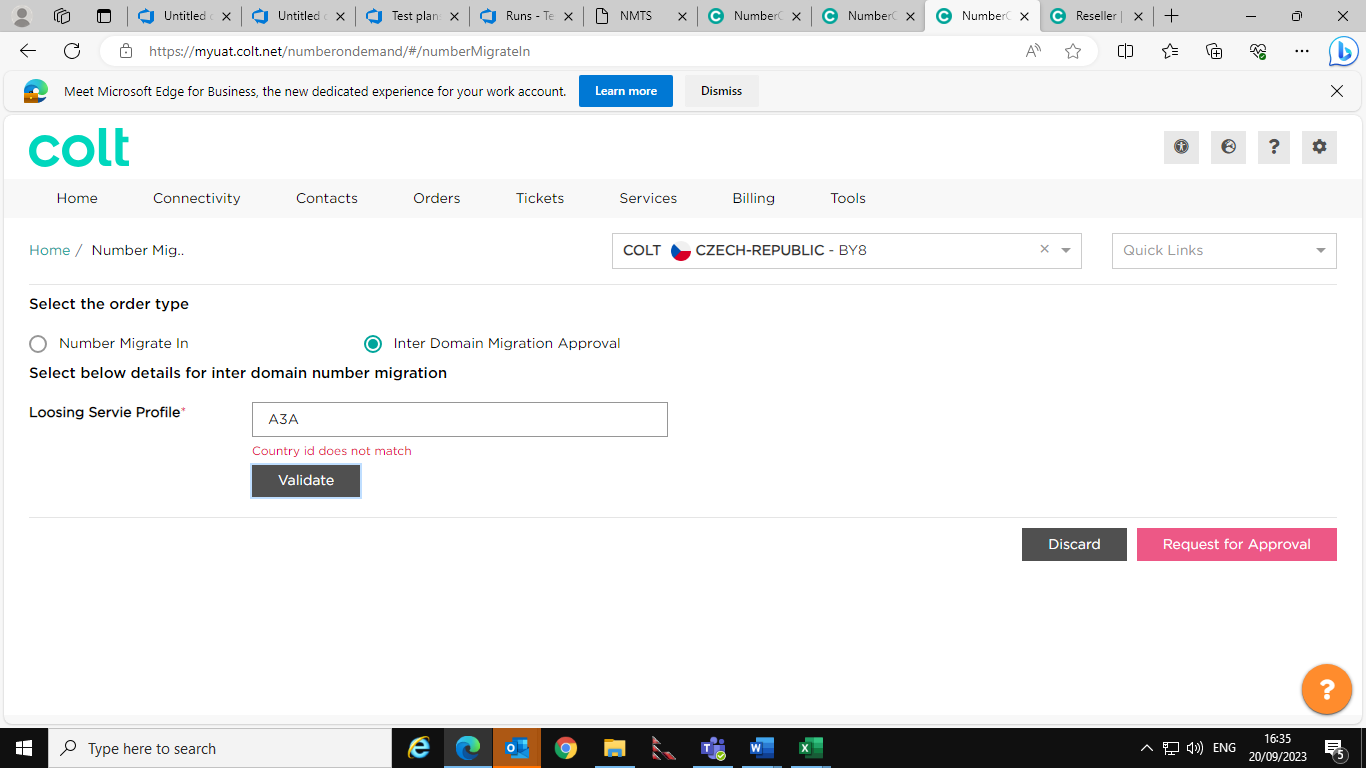 Untitled
Untitled
Test plan
Runs - Te
NMTS
Number
Number
Number
Reseller |
https://myuat.colt.net/numberondemand/#/numberMigrateIn
Meet Microsoft Edge for Business, the new dedicated experience for your work account.
Learn more
Dismiss
colt
Home
Connectivity
Contacts
Orders
Tickets
Services
Billing
Tools
Home / Number Mig..
COLT CZECH-REPUBLIC - BY8
Quick Links
Select the order type
Number Migrate In
Inter Domain Migration Approval
Select below details for inter domain number migration
Loosing Servie Profile*
A3A
Country id does not match
Validate
Discard
Request for Approval
?
Type here to search
ENG
16:35
20/09/2023
5